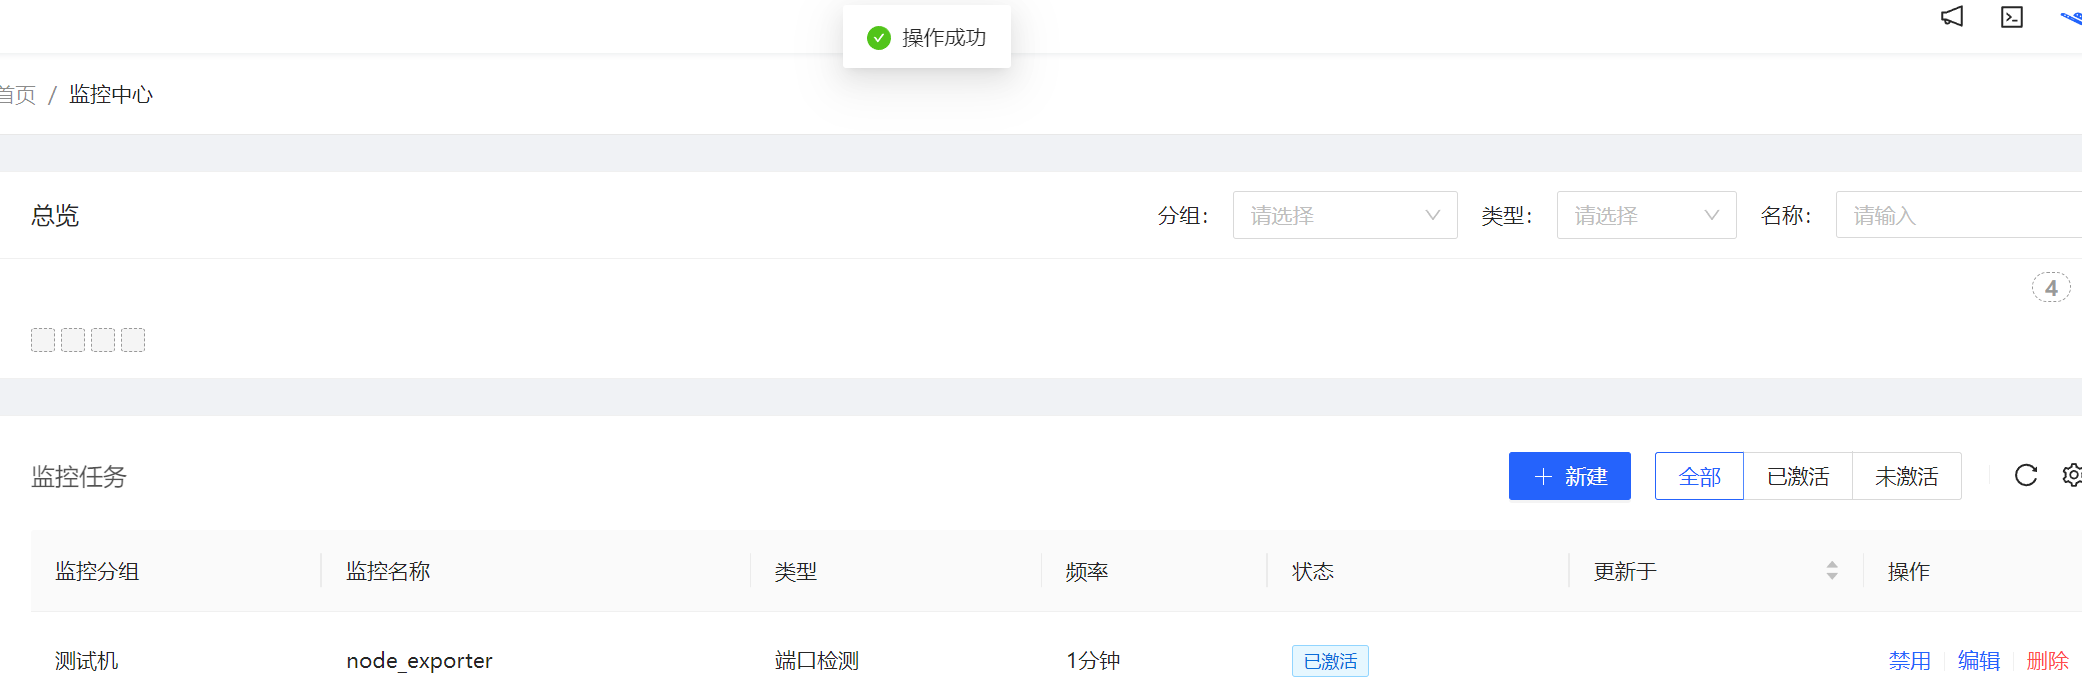 操作成功
首页 / 监控中心
总览 分组： 请选择 类型： 请选择 名称： 请输入
4
监控任务 新建 全部 已激活 未激活
监控分组 监控名称 类型 频率 状态 更新于 操作
测试机 node_exporter 端口检测 1分钟 已激活 禁用 编辑 删除